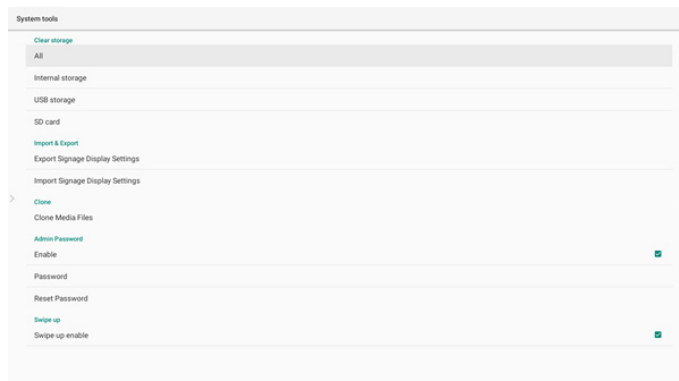 System tools
Clear storage
All
Internal storage
USB storage
SD card
Import & Export
Export Signage Display Settings
Import Signage Display Settings
Clone
Clone Media Files
Admin Password
Enable
Password
Reset Password
Swipe up
Swipe up enable